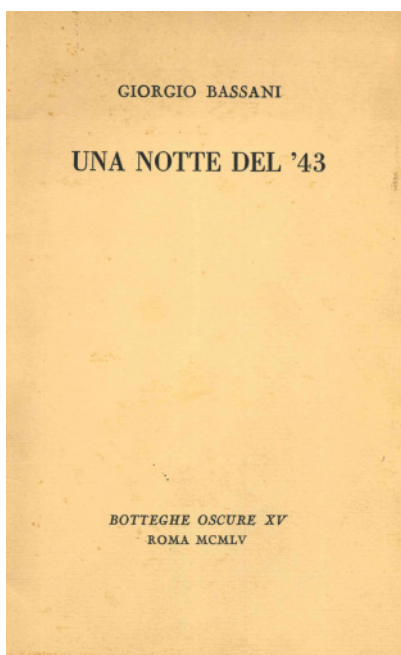 GIORGIO BASSANI
UNA NOTTE DEL '43
BOTTEGHE OSCURE XV
ROMA MCMLV